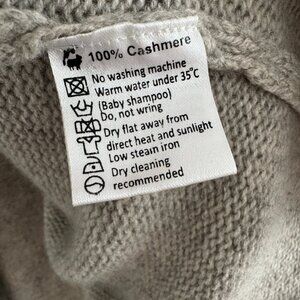 100% Cashmere
No washing machine
Warm water under 35°C
(Baby shampoo)
Do, not wring
Dry flat away from
direct heat and sunlight
Low steam iron
Dry cleaning
recommended